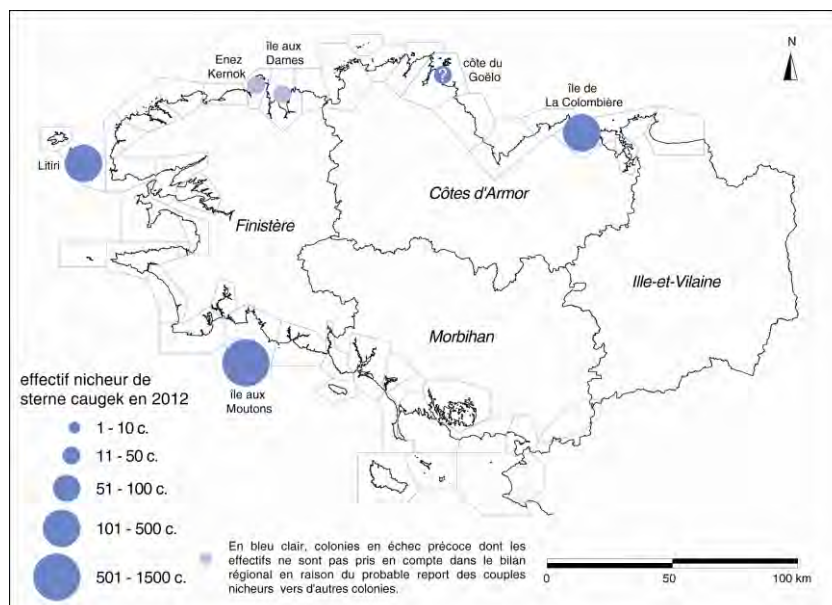 N
île aux
Dames
Enez
Kernok
côte du
Goëlo
?
île de
La Colombière
Litiri
Côtes d'Armor
Finistère
Ille-et-Vilaine
Morbihan
île aux
Moutons
effectif nicheur de
sterne caugek en 2012
1 - 10 c.
11 - 50 c.
51 - 100 c.
101 - 500 c.
501 - 1500 c.
En bleu clair, colonies en échec précoce dont les
effectifs ne sont pas pris en compte dans le bilan
régional en raison du probable report des couples
nicheurs vers d'autres colonies.
0 50 100 km